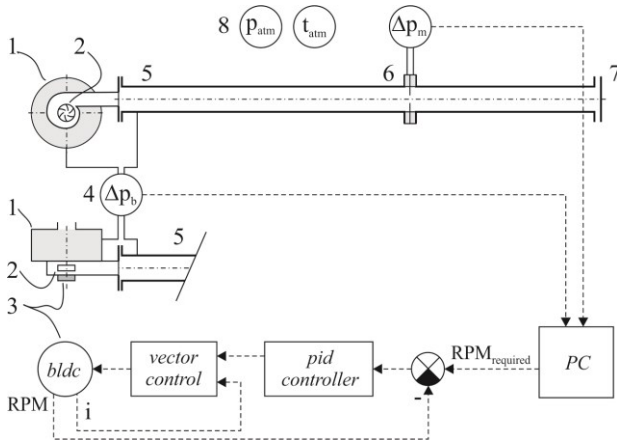 8 p_atm t_atm Δp_m
1 2 5 6 7
4 Δp_b
1 5
2
3
bldc vector control pid controller - RPM_required PC
RPM i